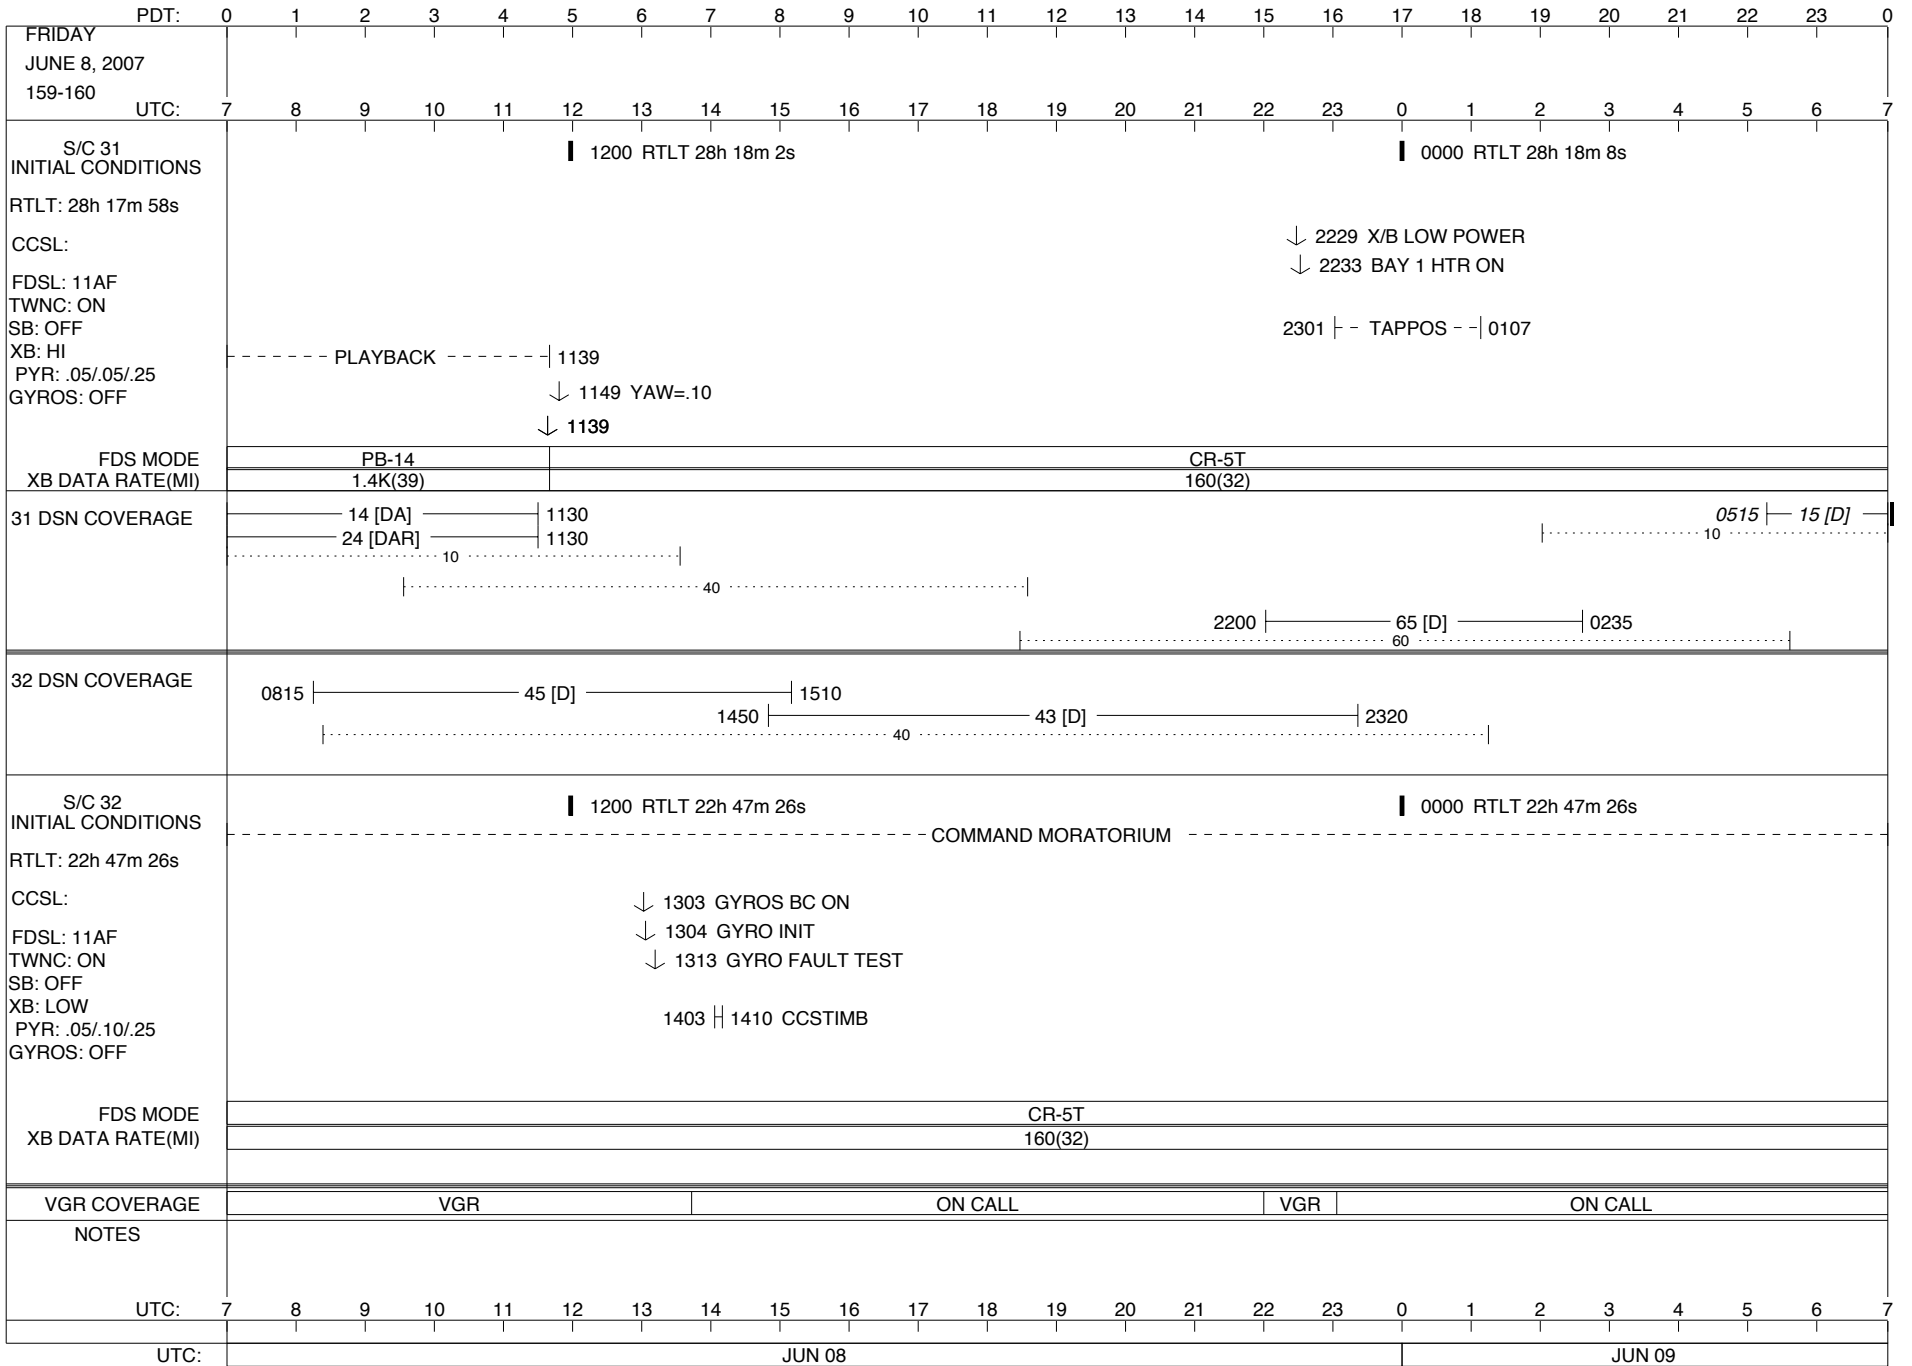 PDT: 0 1 2 3 4 5 6 7 8 9 10 11 12 13 14 15 16 17 18 19 20 21 22 23 0
FRIDAY
JUNE 8, 2007
159-160
UTC: 7 8 9 10 11 12 13 14 15 16 17 18 19 20 21 22 23 0 1 2 3 4 5 6 7
S/C 31
INITIAL CONDITIONS
1200 RTLT 28h 18m 2s
0000 RTLT 28h 18m 8s
RTLT: 28h 17m 58s
2229 X/B LOW POWER
CCSL:
2233 BAY 1 HTR ON
FDSL: 11AF
TWNC: ON
SB: OFF
2301 TAPPOS 0107
XB: HI
PLAYBACK 1139
PYR: .05/.05/.25
GYROS: OFF
1149 YAW=.10
1139
FDS MODE PB-14 CR-5T
XB DATA RATE(MI) 1.4K(39) 160(32)
31 DSN COVERAGE 14 [DA] 1130 0515 15 [D]
24 [DAR] 1130 10
10
40
2200 65 [D] 0235
60
32 DSN COVERAGE
0815 45 [D] 1510
1450 43 [D] 2320
40
S/C 32
INITIAL CONDITIONS
1200 RTLT 22h 47m 26s
0000 RTLT 22h 47m 26s
COMMAND MORATORIUM
RTLT: 22h 47m 26s
CCSL:
1303 GYROS BC ON
FDSL: 11AF
1304 GYRO INIT
TWNC: ON
1313 GYRO FAULT TEST
SB: OFF
XB: LOW
1403 1410 CCSTIMB
PYR: .05/.10/.25
GYROS: OFF
FDS MODE CR-5T
XB DATA RATE(MI) 160(32)
VGR COVERAGE VGR ON CALL VGR ON CALL
NOTES
UTC: 7 8 9 10 11 12 13 14 15 16 17 18 19 20 21 22 23 0 1 2 3 4 5 6 7
UTC: JUN 08 JUN 09